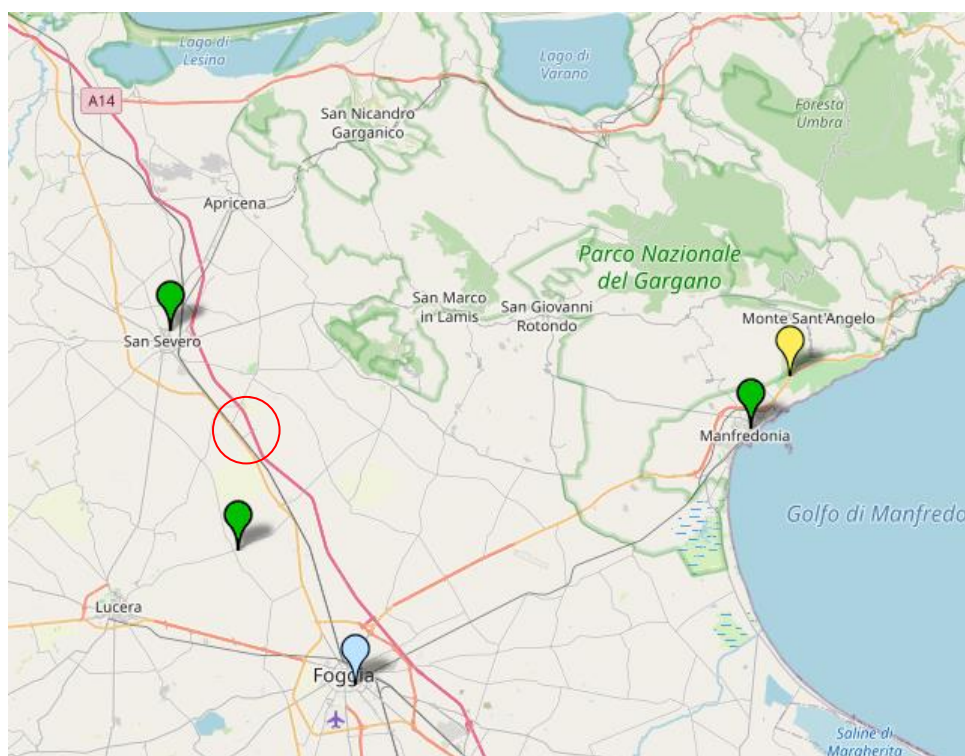 Lago di
Lesina
Lago di
Varano
A14
San Nicandro
Garganico
Foresta
Umbra
Apricena
Parco Nazionale
del Gargano
San Marco
in Lamis
San Giovanni
Rotondo
Monte Sant'Angelo
San Severo
Manfredonia
Golfo di Manfredo
Lucera
Foggia
Saline di
Margherita